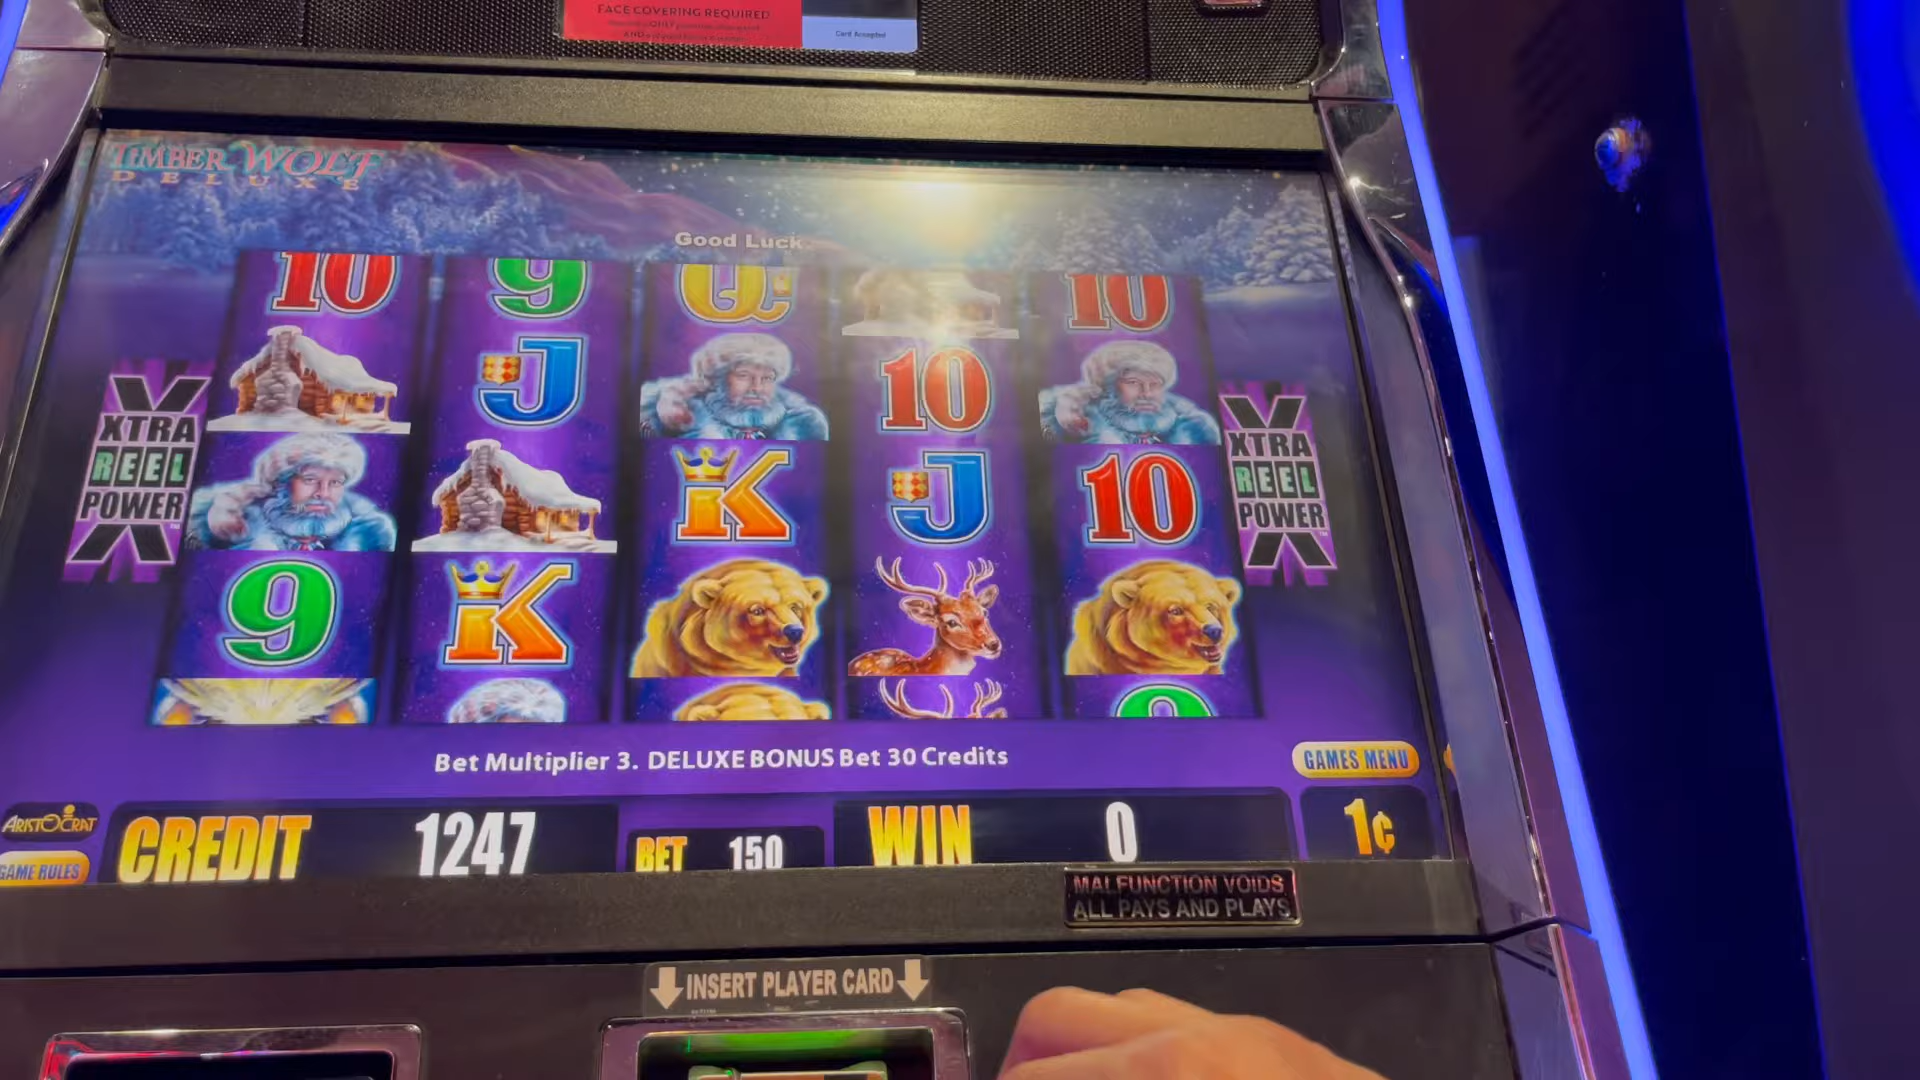 FACE COVERING REQUIRED
Card Accepted
TIMBER WOLF
DELUXE
Good Luck.
10 9 Q 10
J 10
XTRA
REEL
POWER
K J 10
XTRA
REEL
POWER
9 K
9
Bet Multiplier 3. DELUXE BONUS Bet 30 Credits
GAMES MENU
ARISTOCRAT
GAME RULES
CREDIT 1247
BET 150
WIN 0
1¢
MALFUNCTION VOIDS
ALL PAYS AND PLAYS
INSERT PLAYER CARD